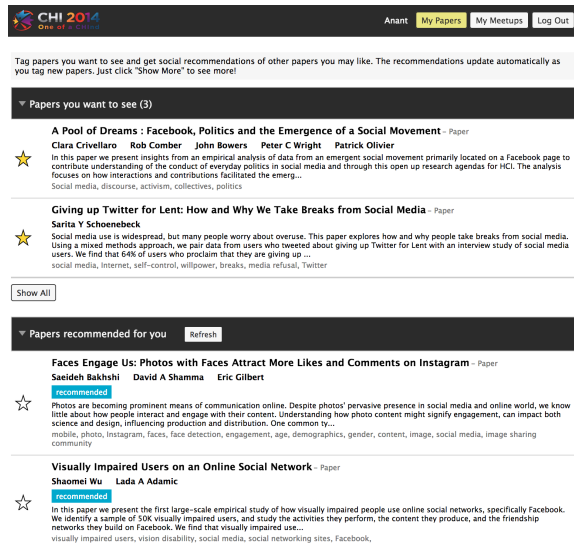 CHI 2014
One of a CHInd
Anant My Papers My Meetups Log Out
Tag papers you want to see and get social recommendations of other papers you may like. The recommendations update automatically as
you tag new papers. Just click "Show More" to see more!
Papers you want to see (3)
A Pool of Dreams : Facebook, Politics and the Emergence of a Social Movement – Paper
Clara Crivellaro Rob Comber John Bowers Peter C Wright Patrick Olivier
In this paper we present insights from an empirical analysis of data from an emergent social movement primarily located on a Facebook page to
contribute understanding of the conduct of everyday politics in social media and through this open up research agendas for HCI. The analysis
focuses on how interactions and contributions facilitated the emerg...
Social media, discourse, activism, collectives, politics
Giving up Twitter for Lent: How and Why We Take Breaks from Social Media – Paper
Sarita Y Schoenebeck
Social media use is widespread, but many people worry about overuse. This paper explores how and why people take breaks from social media.
Using a mixed methods approach, we pair data from users who tweeted about giving up Twitter for Lent with an interview study of social media
users. We find that 64% of users who proclaim that they are giving up ...
social media, Internet, self-control, willpower, breaks, media refusal, Twitter
Show All
Papers recommended for you Refresh
Faces Engage Us: Photos with Faces Attract More Likes and Comments on Instagram – Paper
Saeideh Bakhshi David A Shamma Eric Gilbert
recommended
Photos are becoming prominent means of communication online. Despite photos' pervasive presence in social media and online world, we know
little about how people interact and engage with their content. Understanding how photo content might signify engagement, can impact both
science and design, influencing production and distribution. One common ty...
mobile, photo, Instagram, faces, face detection, engagement, age, demographics, gender, content, image, social media, image sharing
community
Visually Impaired Users on an Online Social Network – Paper
Shaomei Wu Lada A Adamic
recommended
In this paper we present the first large-scale empirical study of how visually impaired people use online social networks, specifically Facebook.
We identify a sample of 50K visually impaired users, and study the activities they perform, the content they produce, and the friendship
networks they build on Facebook. We find that visually impaired use...
visually impaired users, vision disability, social media, social networking sites, Facebook,